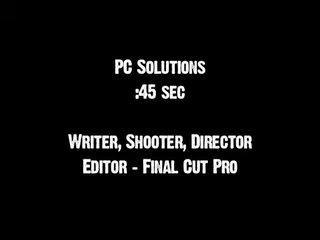 PC Solutions
:45 sec
Writer, Shooter, Director
Editor - Final Cut Pro